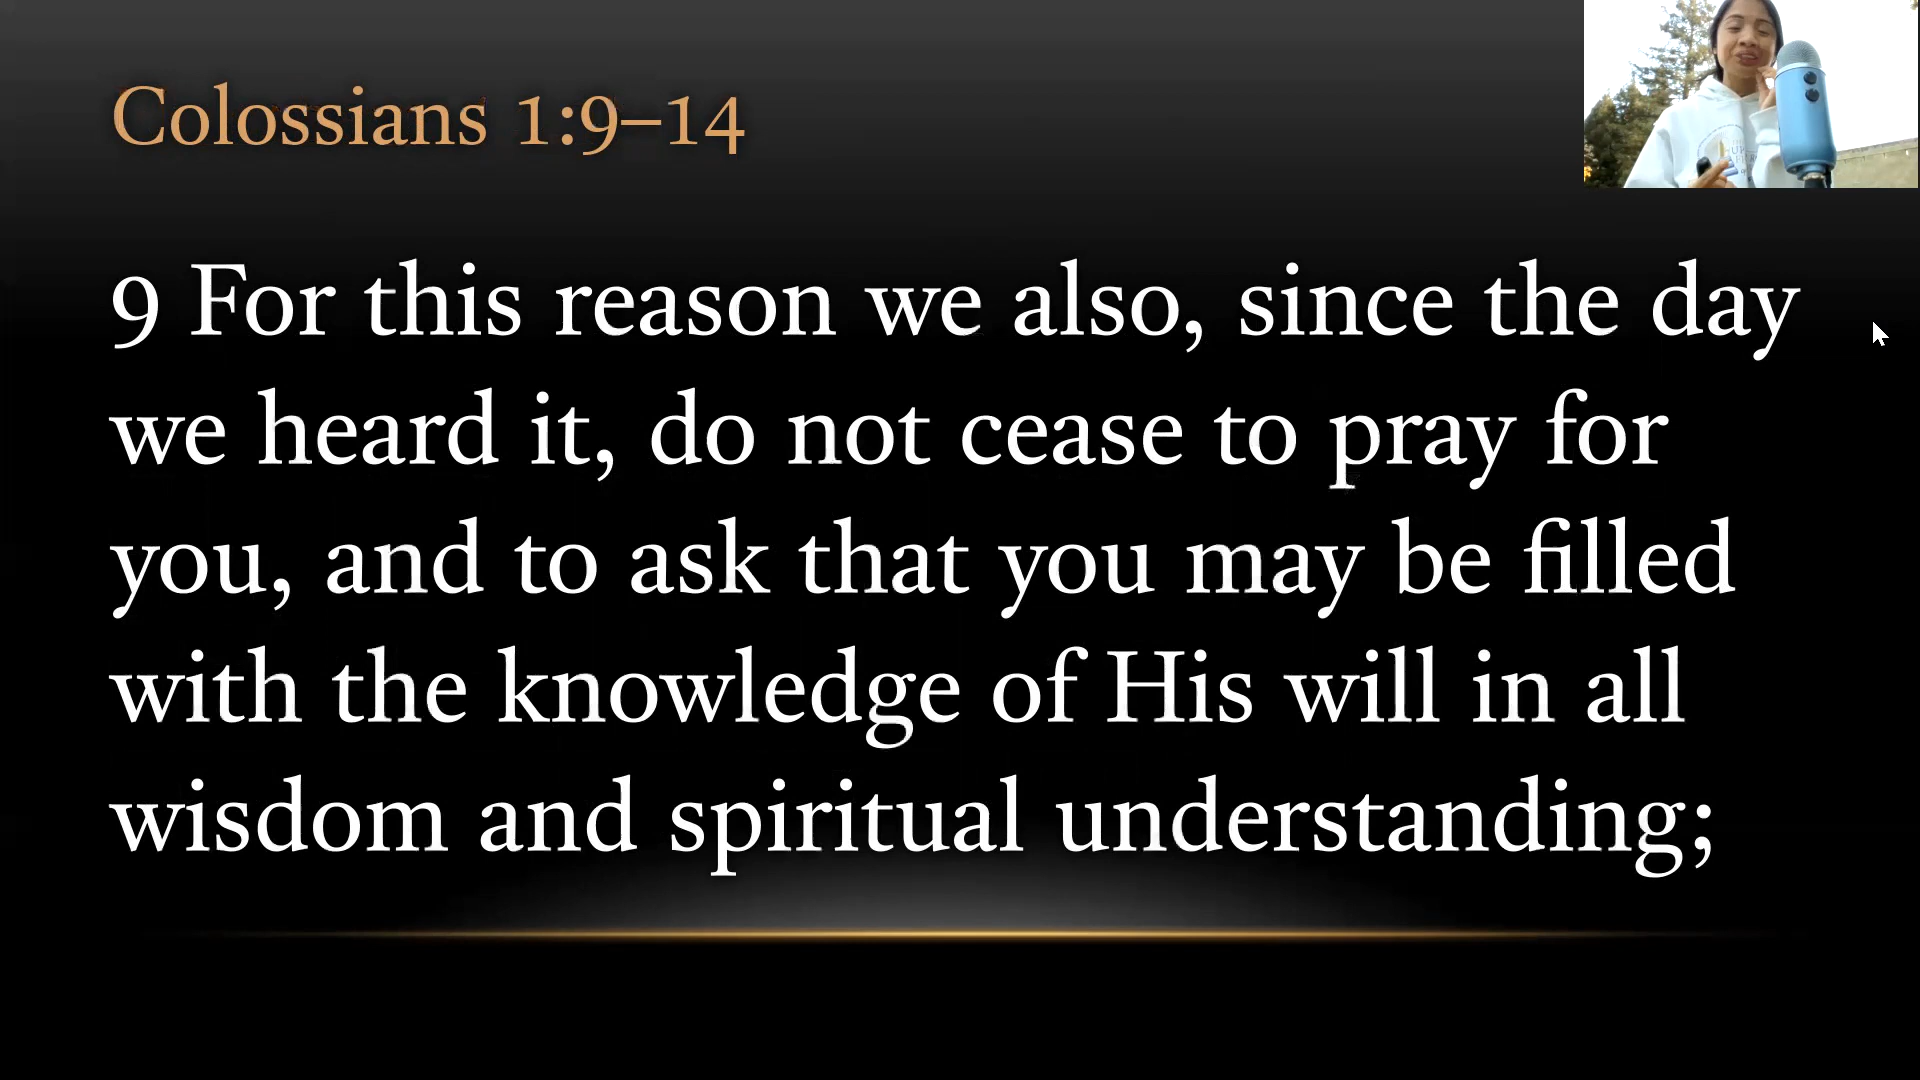 Colossians 1:9–14
9 For this reason we also, since the day
we heard it, do not cease to pray for
you, and to ask that you may be filled
with the knowledge of His will in all
wisdom and spiritual understanding;